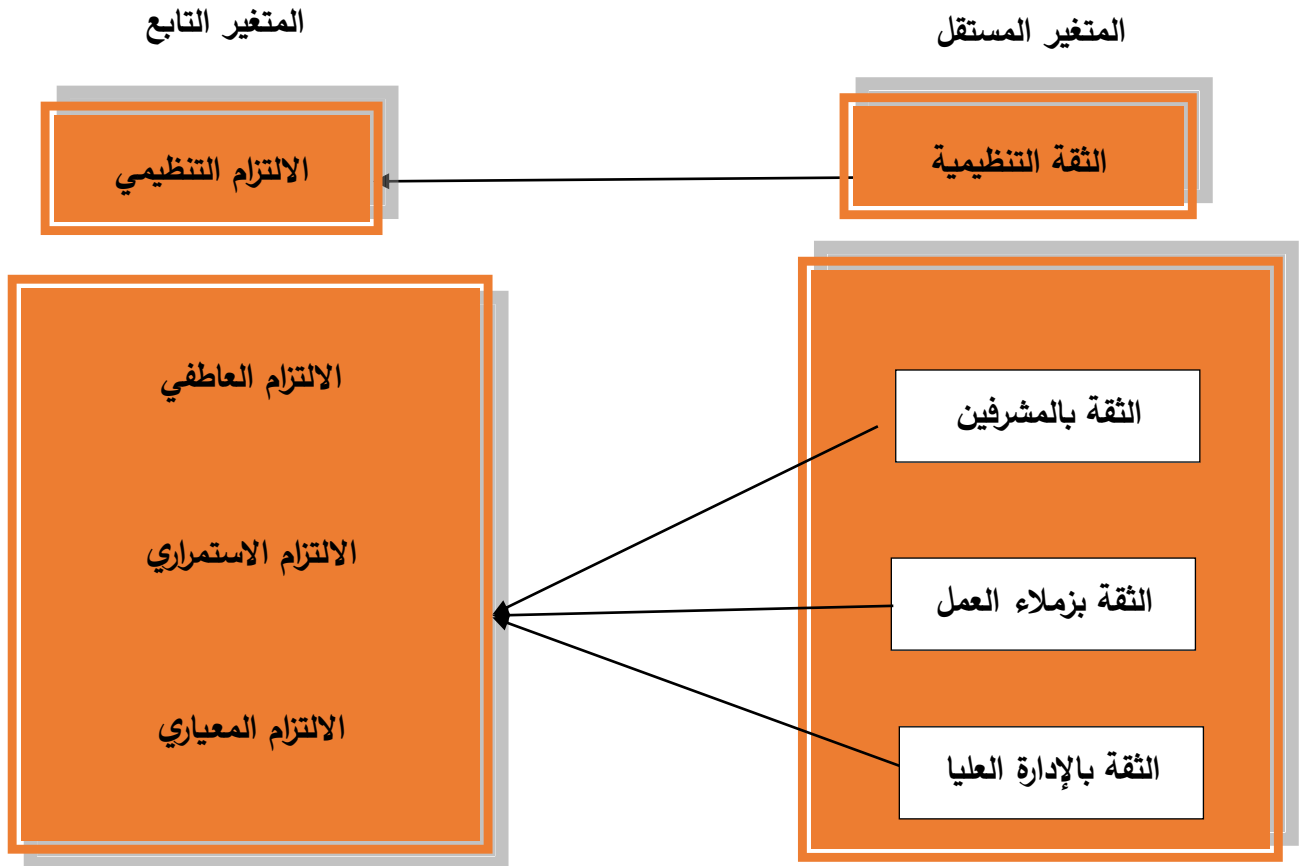 المتغير المستقل
المتغير التابع
الثقة التنظيمية
الالتزام التنظيمي
الثقة بالمشرفين
الثقة بزملاء العمل
الثقة بالإدارة العليا
الالتزام العاطفي
الالتزام الاستمراري
الالتزام المعياري